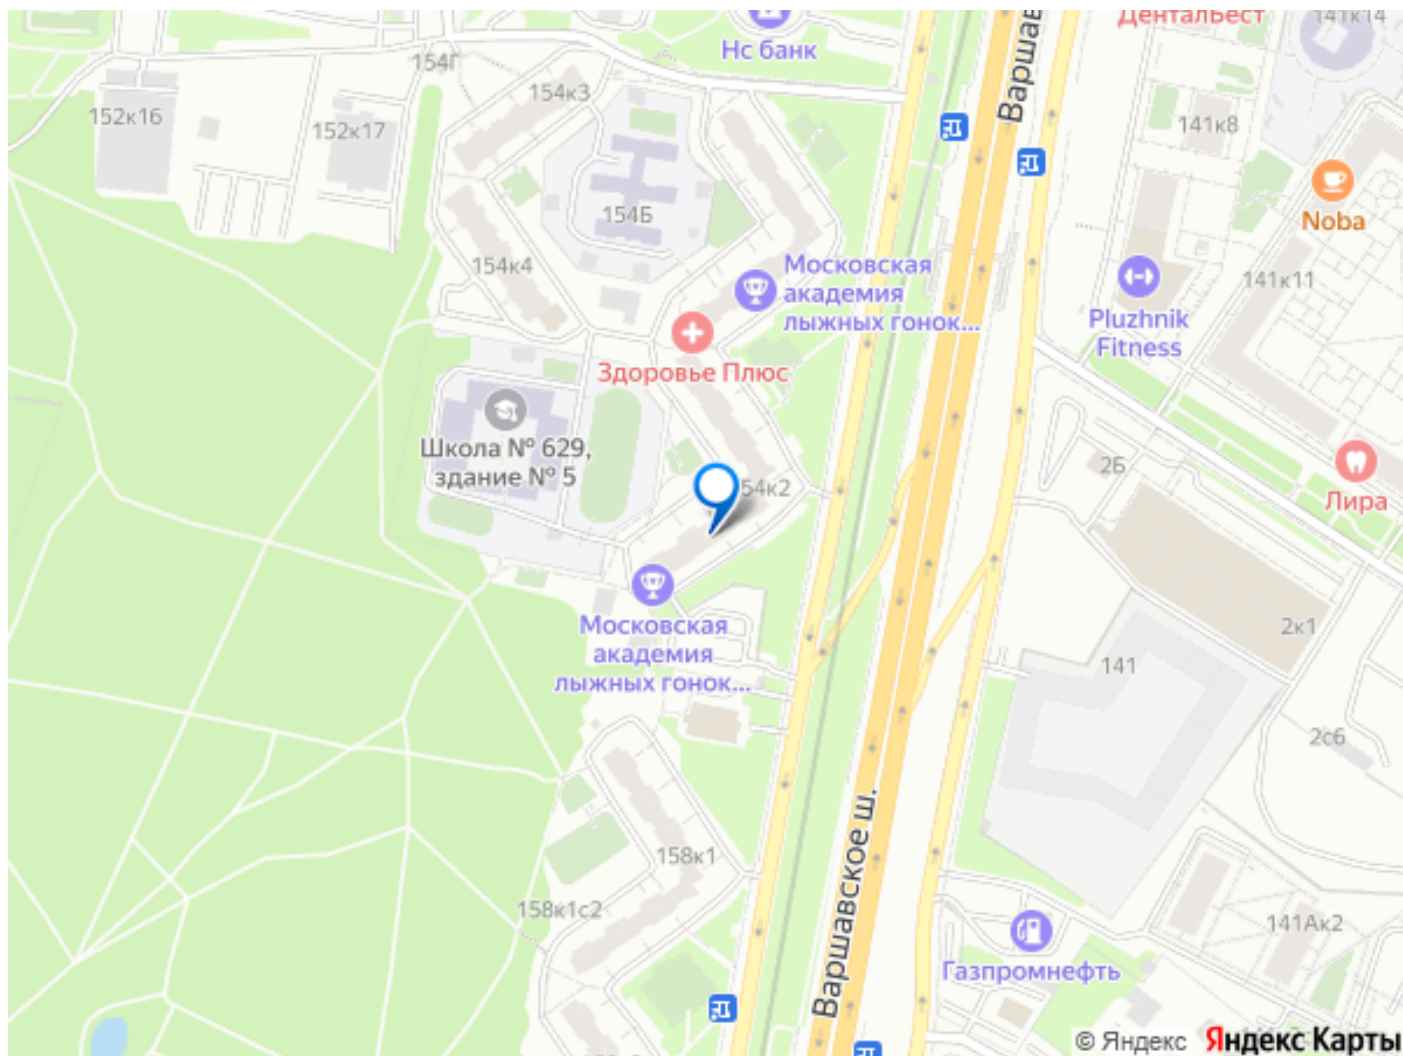 ДентальБест
141к14
Нс банк
Варшав
154Г
154к3
152к16
152к17
141к8
154Б
Noba
154к4
Московская
академия
лыжных гонок...
141к11
Pluzhnik
Fitness
Здоровье Плюс
Школа № 629,
здание № 5
2Б
54к2
Лира
Московская
академия
лыжных гонок...
2к1
141
2с6
Варшавское ш.
158к1
158к1с2
141Ак2
Газпромнефть
© Яндекс Яндекс Карты